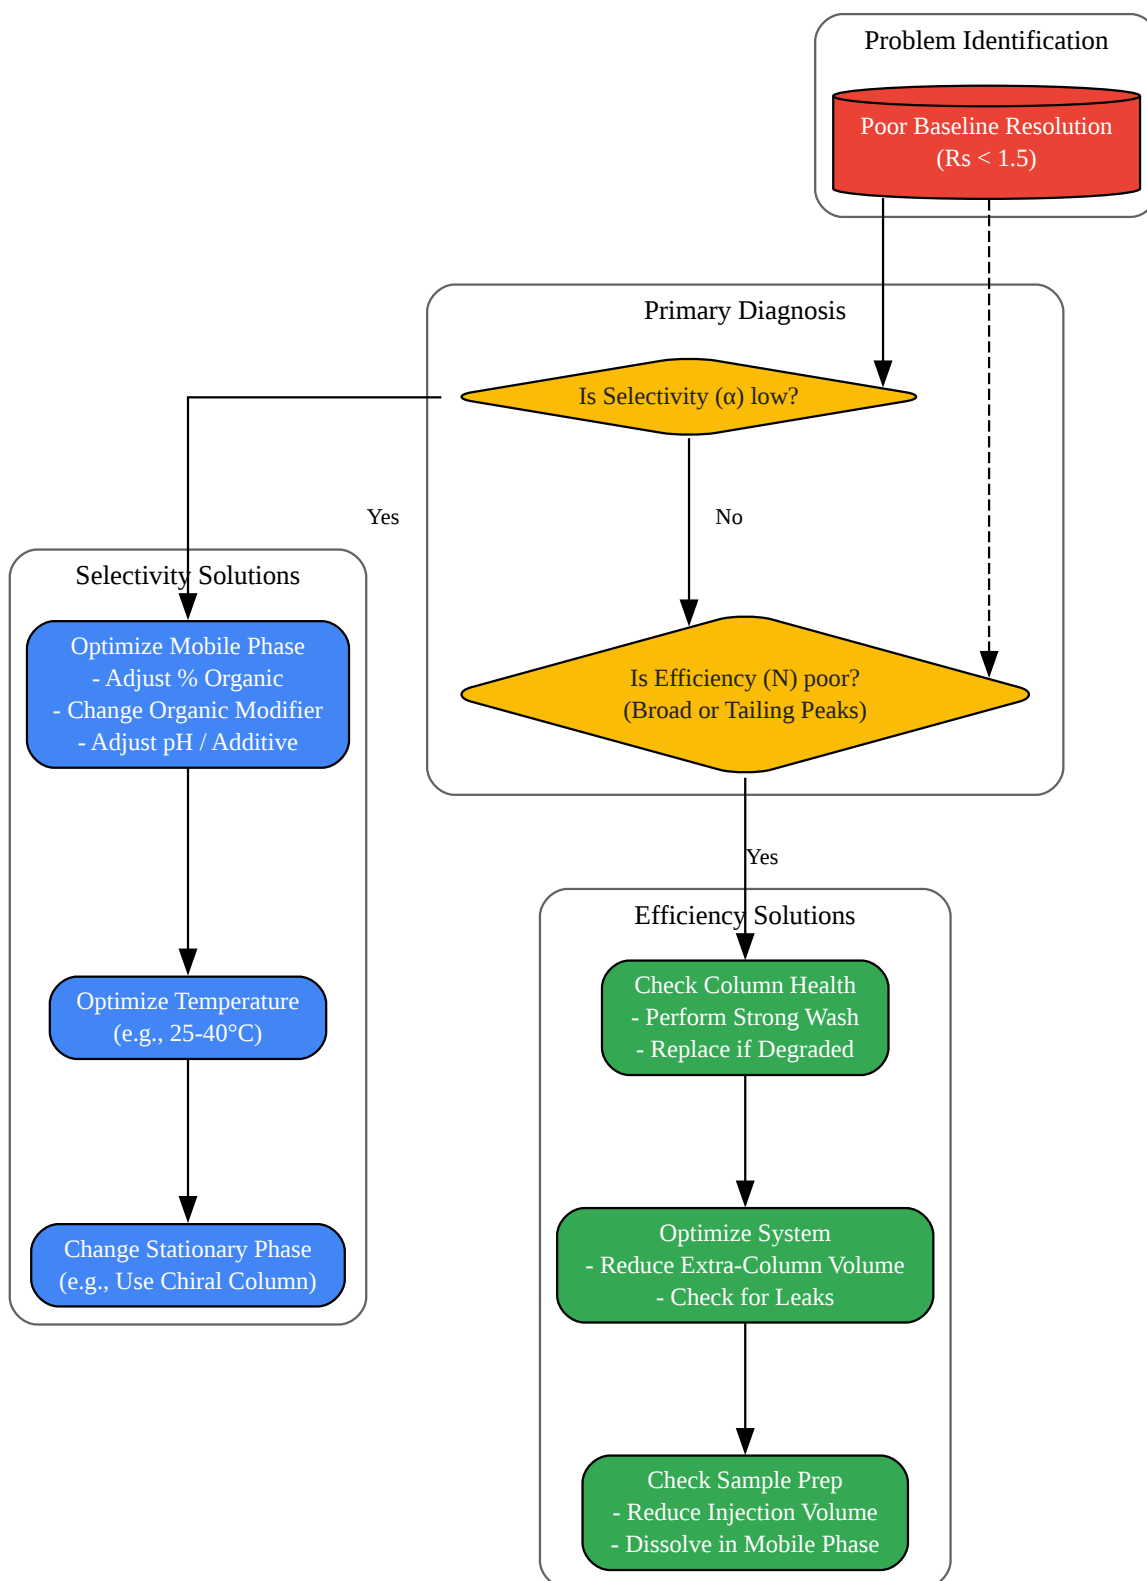 Problem Identification
Poor Baseline Resolution
(Rs < 1.5)
Primary Diagnosis
Is Selectivity (α) low?
Yes
No
Is Efficiency (N) poor?
(Broad or Tailing Peaks)
Selectivity Solutions
Optimize Mobile Phase
- Adjust % Organic
- Change Organic Modifier
- Adjust pH / Additive
Optimize Temperature
(e.g., 25-40°C)
Change Stationary Phase
(e.g., Use Chiral Column)
Yes
Efficiency Solutions
Check Column Health
- Perform Strong Wash
- Replace if Degraded
Optimize System
- Reduce Extra-Column Volume
- Check for Leaks
Check Sample Prep
- Reduce Injection Volume
- Dissolve in Mobile Phase